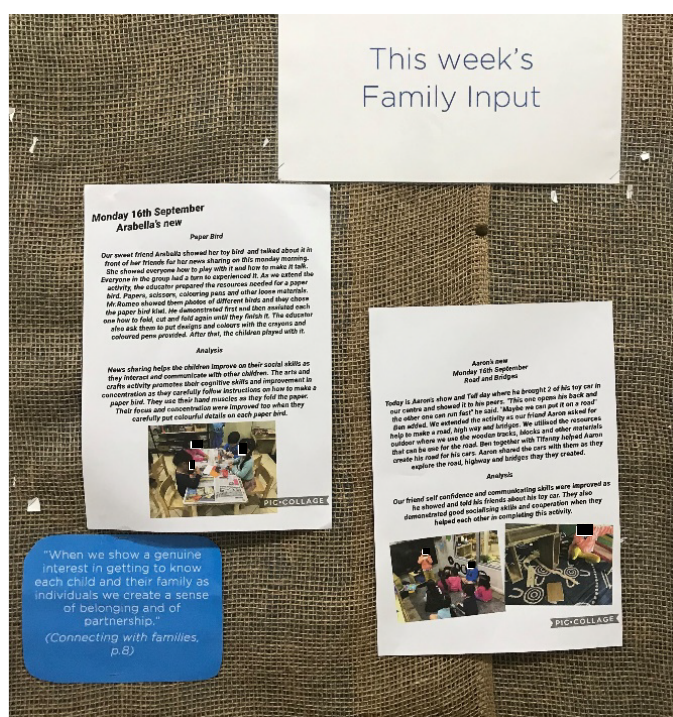 This week's
Family Input
Monday 16th September
Arabella's new
Paper Bird
Our sweet friend Arabella showed her toy bird and talked about it in
front of her friends for her news sharing on this monday morning.
She showed everyone how to play with it and how to make it talk.
Everyone in the group had a turn to experienced it. As we extend the
activity, the educator prepared the resources needed for a paper
bird. Papers, scissors, colouring pens and other loose materials.
Mr.Romeo showed them photos of different birds and they chose
the paper bird kiwi. He demonstrated first and then assisted each
one how to fold, cut and fold again until they finish it. The educator
also ask them to put designs and colours with the crayons and
coloured pens provided. After that, the children played with it.
Analysis
News sharing helps the children improve on their social skills as
they interact and communicate with other children. The arts and
crafts activity promotes their cognitive skills and improvement in
concentration as they carefully follow instructions on how to make a
paper bird. They use their hand muscles as they fold the paper.
Their focus and concentration were improved too when they
carefully put colourful details on each paper bird.
PIC•COLLAGE
"When we show a genuine
interest in getting to know
each child and their family as
individuals we create a sense
of belonging and of
partnership."
(Connecting with families,
p.8)
Aaron's new
Monday 16th September
Road and Bridges
Today is Aaron's show and Tell day where he brought 2 of his toy car in
our centre and showed it to his peers. "This one opens his back and
the other one can run fast" he said. "Maybe we can put it on a road"
Ben added. We extended the activity as our friend Aaron asked for
help to make a road, high way and bridges. We utilised the resources
outdoor where we use the wooden tracks, blocks and other materials
that can be use for the road. Ben together with Tifanny helped Aaron
create his road for his cars. Aaron shared the cars with them as they
explore the road, highway and bridges thay they created.
Analysis
Our friend self confidence and communicating skills were improved as
he showed and told his friends about his toy car. They also
demonstrated good socialising skills and cooperation when they
helped each other in completing this activity.
PIC•COLLAGE